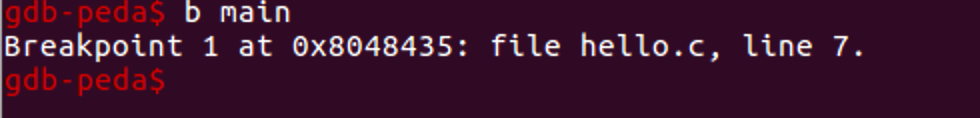 gdb-peda$ b main
Breakpoint 1 at 0x8048435: file hello.c, line 7.
gdb-peda$